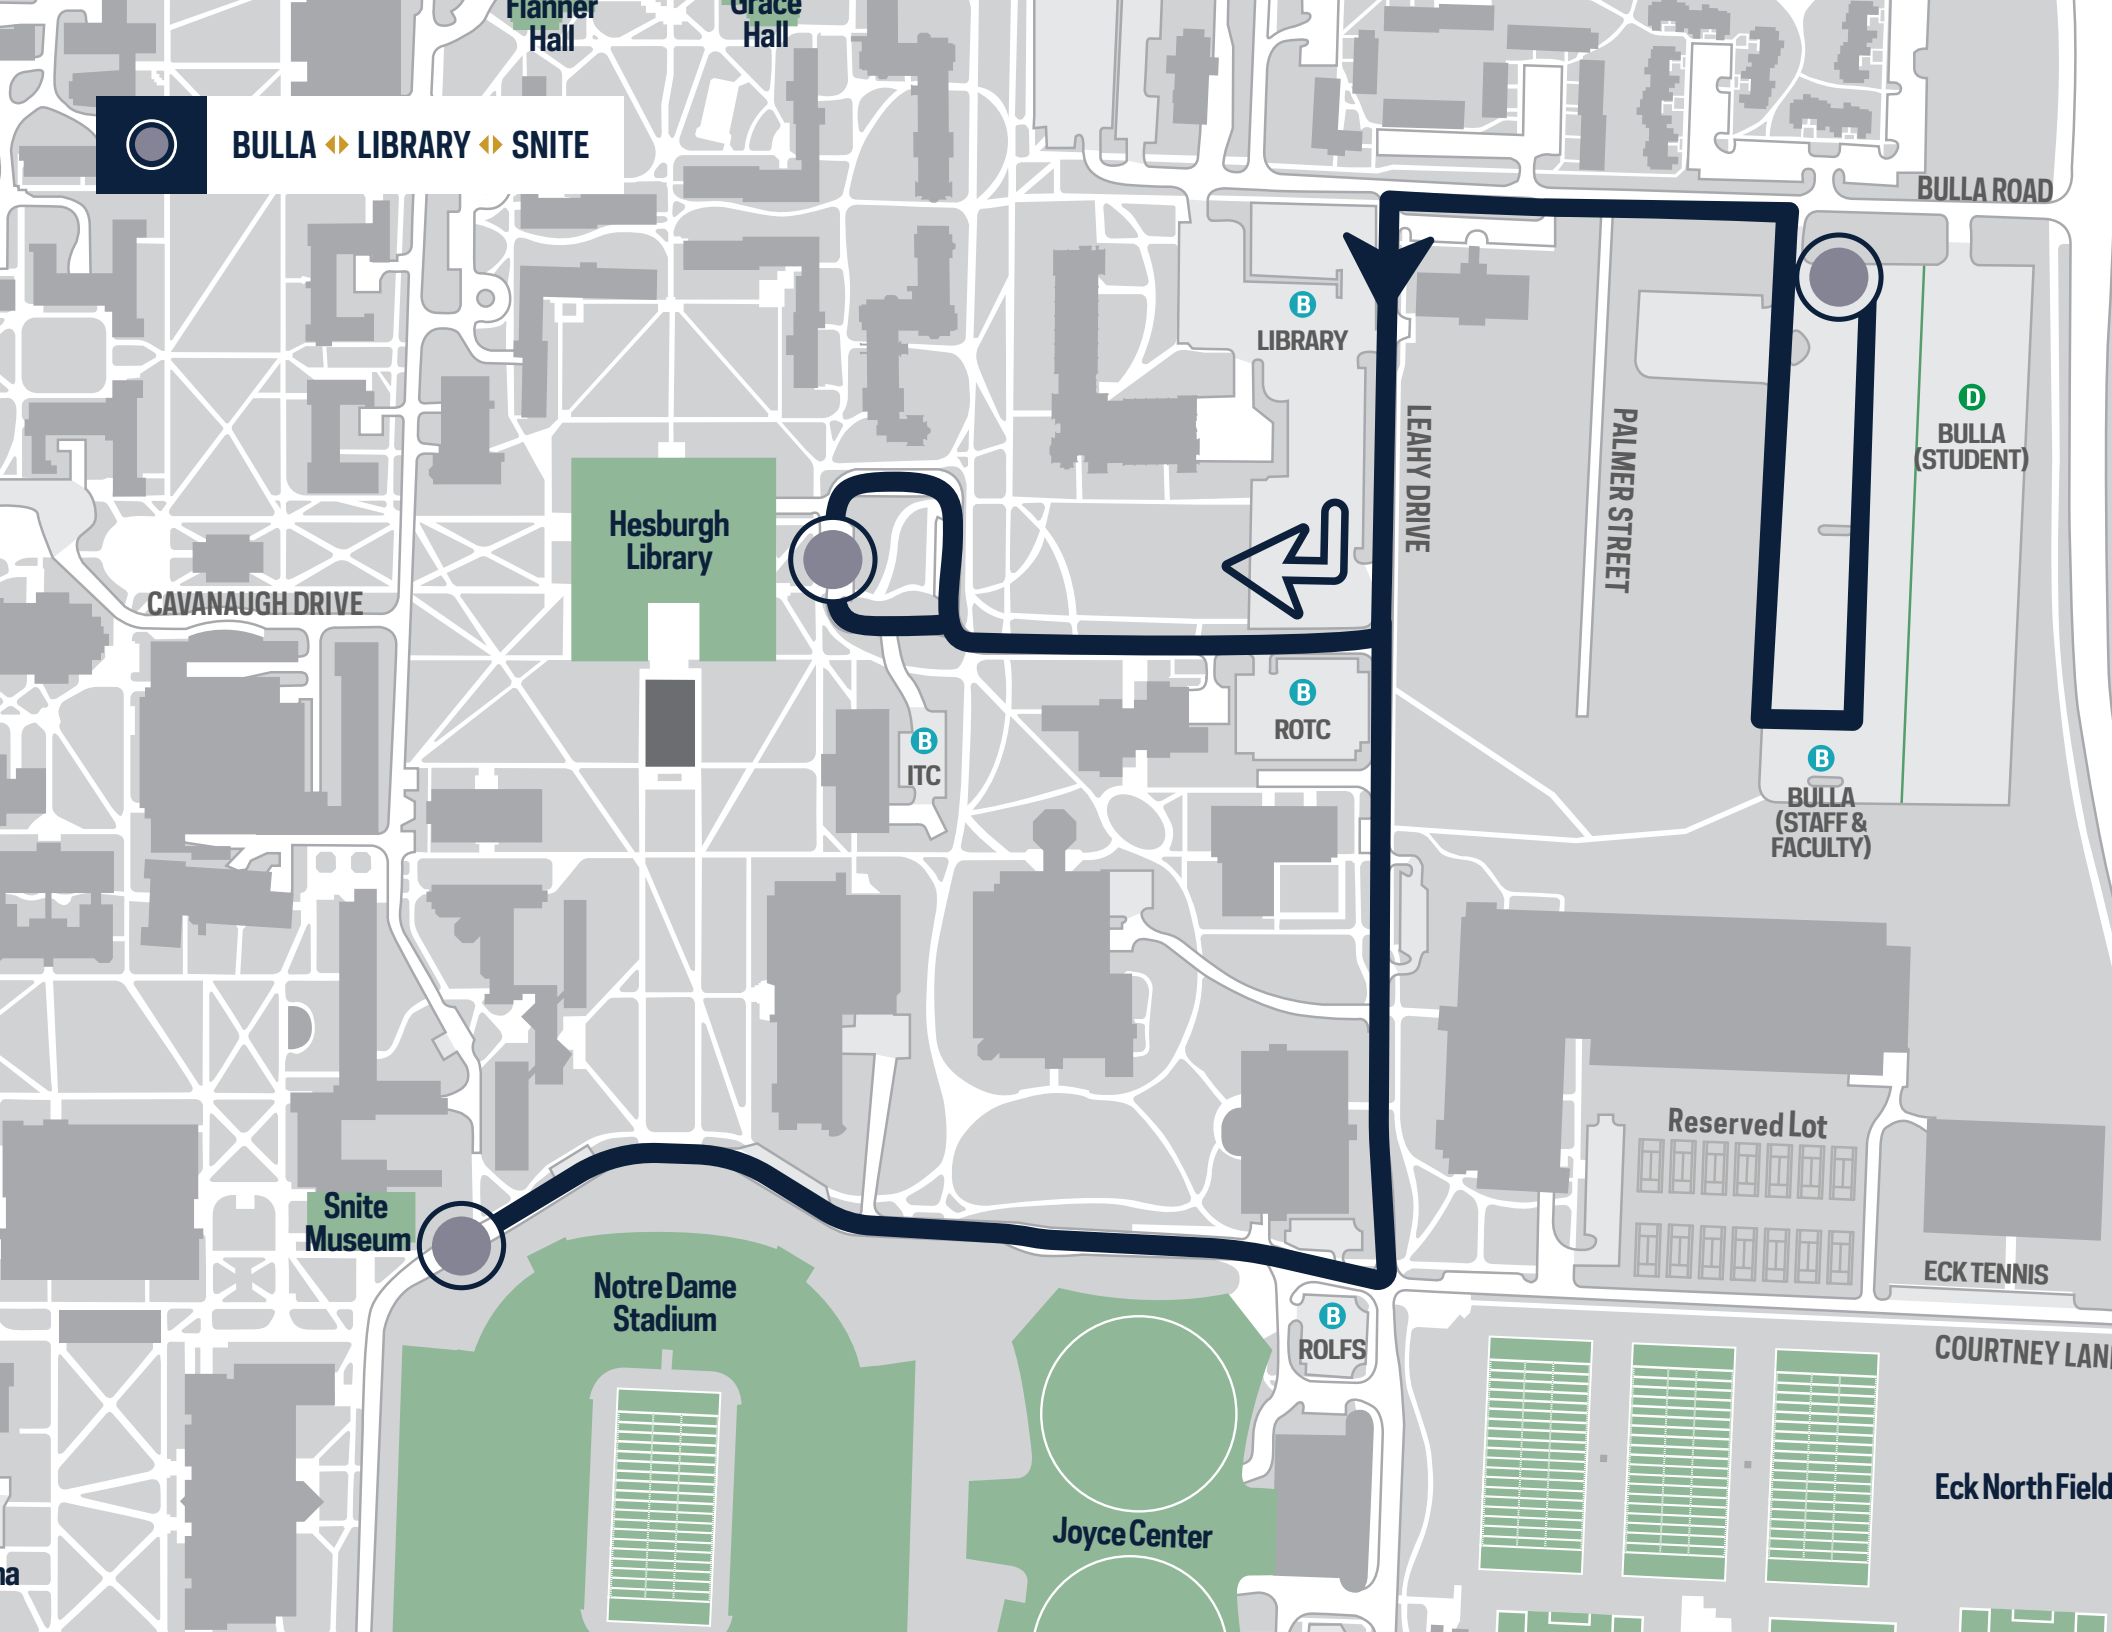 Flanner
Hall
Grace
Hall
BULLA LIBRARY SNITE
BULLA ROAD
B
LIBRARY
LEAHY DRIVE
PALMER STREET
D
BULLA
(STUDENT)
Hesburgh
Library
CAVANAUGH DRIVE
B
ROTC
B
ITC
B
BULLA
(STAFF &
FACULTY)
Reserved Lot
Snite
Museum
Notre Dame
Stadium
ECK TENNIS
B
ROLFS
COURTNEY LAN
Eck North Field
Joyce Center
na